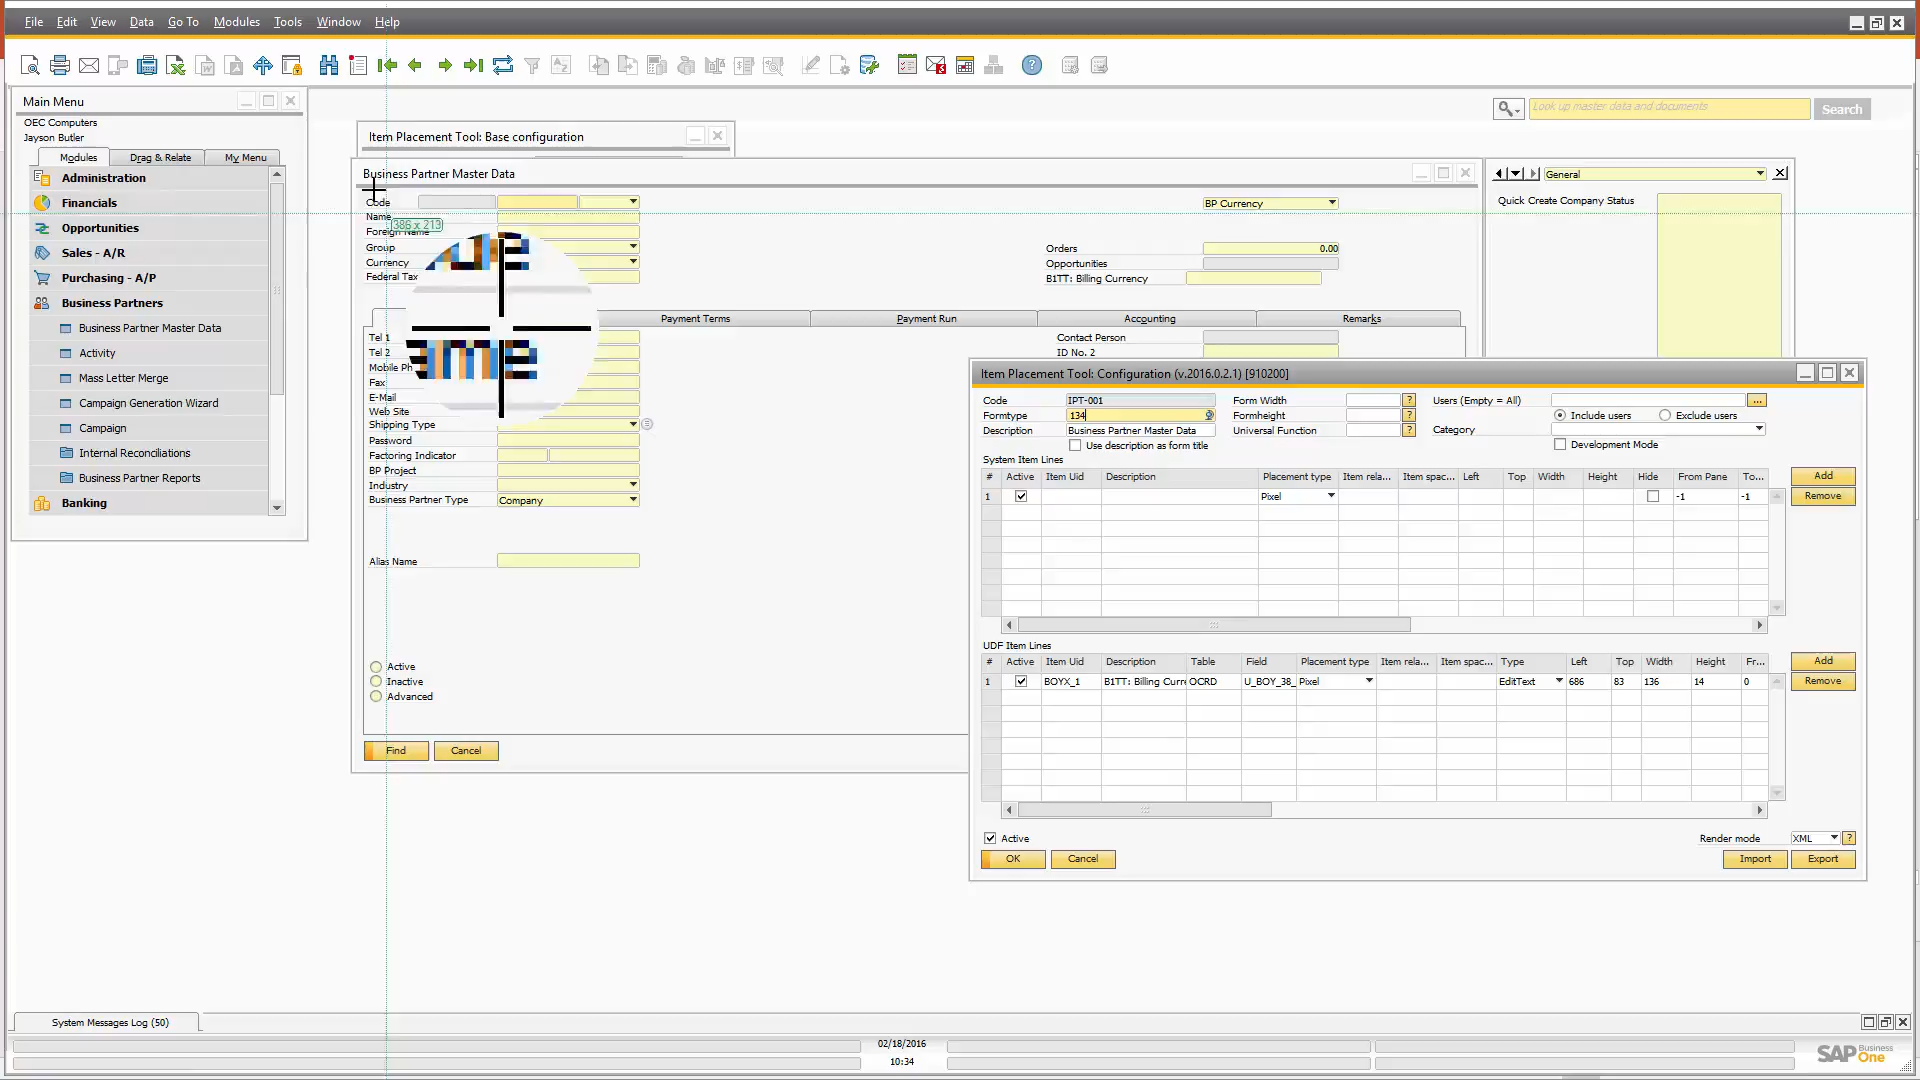 File Edit View Data Go To Modules Tools Window Help
Main Menu
OEC Computers
Jayson Butler
Modules Drag & Relate My Menu
Administration
Financials
Opportunities
Sales - A/R
Purchasing - A/P
Business Partners
Business Partner Master Data
Activity
Mass Letter Merge
Campaign Generation Wizard
Campaign
Internal Reconciliations
Business Partner Reports
Banking
Look up master data and documents
Search
Item Placement Tool: Base configuration
Business Partner Master Data
Code
Name
386 x 213
Foreign Name
Group
Currency
Federal Tax
BP Currency
Orders 0.00
Opportunities
B1TT: Billing Currency
Payment Terms Payment Run Accounting Remarks
Tel 1
Tel 2
Mobile Ph
Fax
E-Mail
Web Site
Shipping Type
Password
Factoring Indicator
BP Project
Industry
Business Partner Type Company
Alias Name
Contact Person
ID No. 2
Active
Inactive
Advanced
Find Cancel
General
Quick Create Company Status
Item Placement Tool: Configuration (v.2016.0.2.1) [910200]
Code IPT-001 Form Width ? Users (Empty = All) ...
Formtype 134 Formheight ? Include users Exclude users
Description Business Partner Master Data Universal Function ? Category
Use description as form title Development Mode
System Item Lines
# Active Item Uid Description Placement type Item rela... Item spac... Left Top Width Height Hide From Pane To... Add
1 Pixel -1 -1 Remove
UDF Item Lines
# Active Item Uid Description Table Field Placement type Item rela... Item spac... Type Left Top Width Height Fr... Add
1 BOYX_1 B1TT: Billing Curr OCRD U_BOY_38_ Pixel EditText 686 83 136 14 0 Remove
Active Render mode XML ?
OK Cancel Import Export
System Messages Log (50)
02/18/2016
10:34
SAP Business One